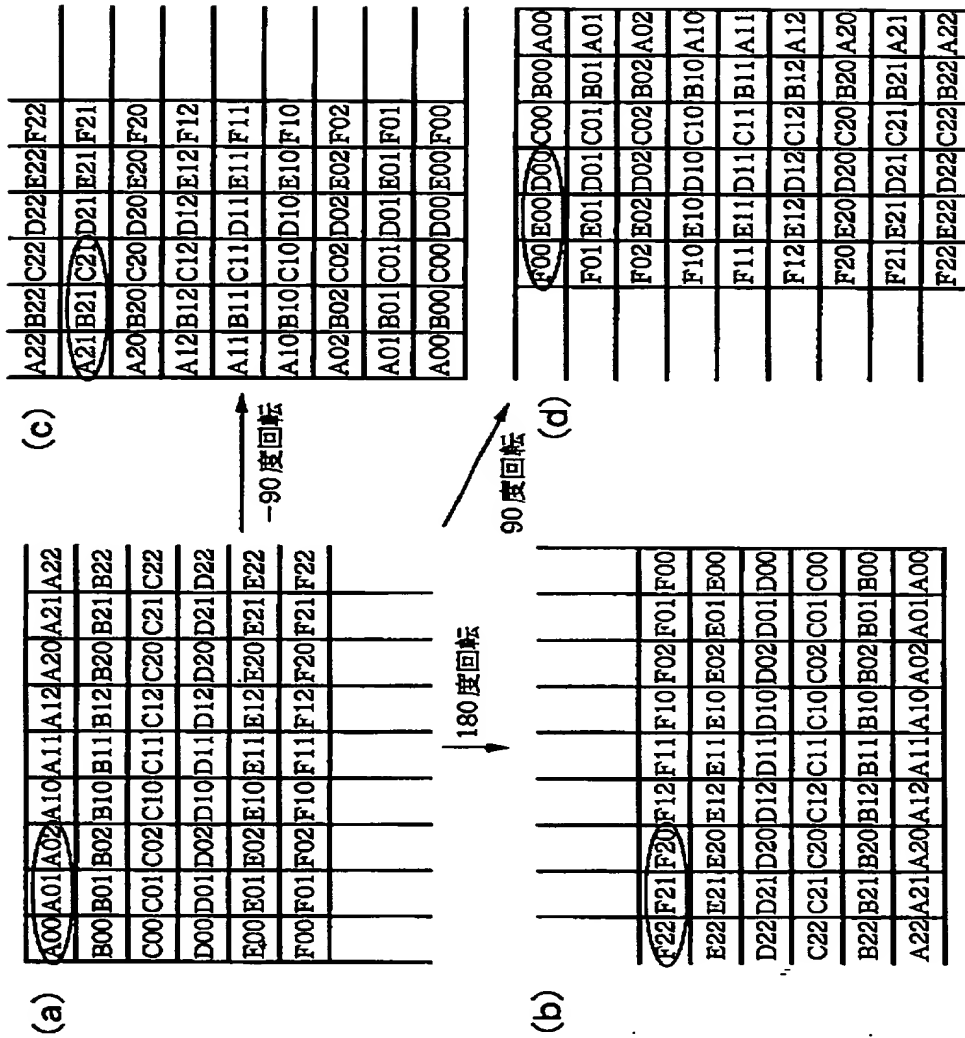 (a)
A00 A01 A02 A10 A11 A12 A20 A21 A22
B00 B01 B02 B10 B11 B12 B20 B21 B22
C00 C01 C02 C10 C11 C12 C20 C21 C22
D00 D01 D02 D10 D11 D12 D20 D21 D22
E00 E01 E02 E10 E11 E12 E20 E21 E22
F00 F01 F02 F10 F11 F12 F20 F21 F22
-90度回転
(c)
A22 B22 C22 D22 E22 F22
A21 B21 C21 D21 E21 F21
A20 B20 C20 D20 E20 F20
A12 B12 C12 D12 E12 F12
A11 B11 C11 D11 E11 F11
A10 B10 C10 D10 E10 F10
A02 B02 C02 D02 E02 F02
A01 B01 C01 D01 E01 F01
A00 B00 C00 D00 E00 F00
180度回転
90度回転
(b)
F22 F21 F20 F12 F11 F10 F02 F01 F00
E22 E21 E20 E12 E11 E10 E02 E01 E00
D22 D21 D20 D12 D11 D10 D02 D01 D00
C22 C21 C20 C12 C11 C10 C02 C01 C00
B22 B21 B20 B12 B11 B10 B02 B01 B00
A22 A21 A20 A12 A11 A10 A02 A01 A00
(d)
F00 E00 D00 C00 B00 A00
F01 E01 D01 C01 B01 A01
F02 E02 D02 C02 B02 A02
F10 E10 D10 C10 B10 A10
F11 E11 D11 C11 B11 A11
F12 E12 D12 C12 B12 A12
F20 E20 D20 C20 B20 A20
F21 E21 D21 C21 B21 A21
F22 E22 D22 C22 B22 A22